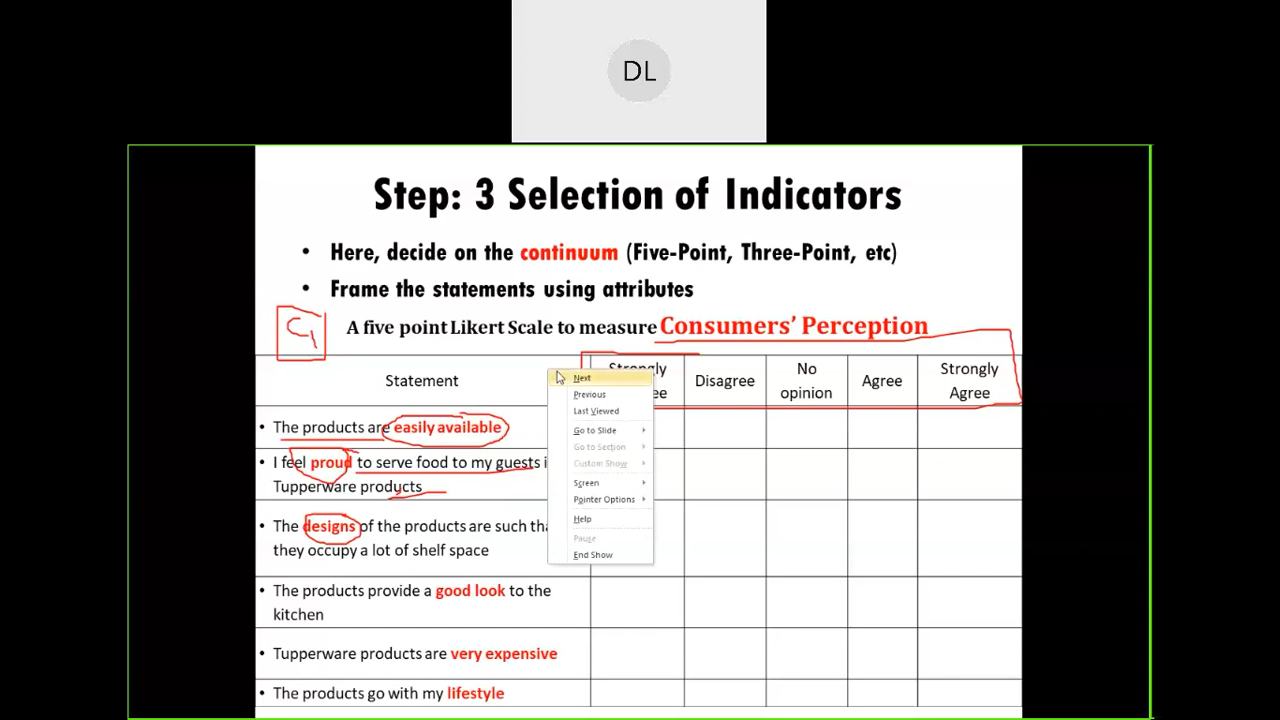 DL
Step: 3 Selection of Indicators
• Here, decide on the continuum (Five-Point, Three-Point, etc)
• Frame the statements using attributes
C1
A five point Likert Scale to measure Consumers’ Perception
Statement
Strongly
ee
Disagree
No
opinion
Agree
Strongly
Agree
• The products are easily available
• I feel proud to serve food to my guests i
Tupperware products
• The designs of the products are such tha
they occupy a lot of shelf space
• The products provide a good look to the
kitchen
• Tupperware products are very expensive
• The products go with my lifestyle
Next
Previous
Last Viewed
Go to Slide
Go to Section
Custom Show
Screen
Pointer Options
Help
Pause
End Show